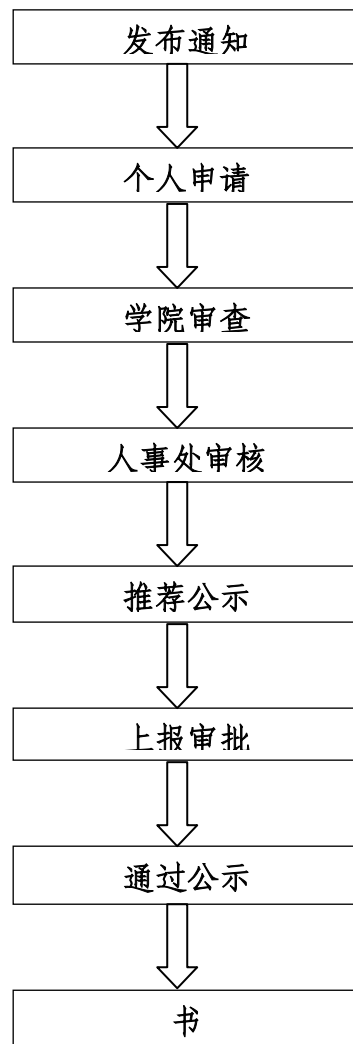 发布通知
个人申请
学院审查
人事处审核
推荐公示
上报审批
通过公示
书